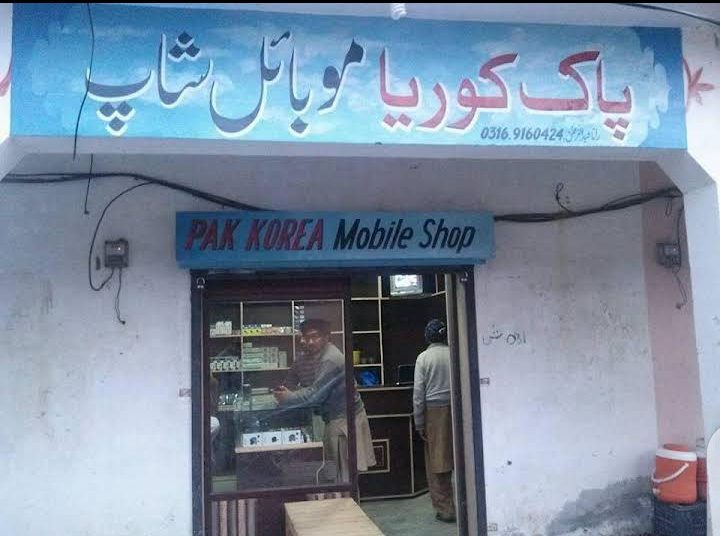 پاک کوریا موبائل شاپ
0316.9160424
PAK KOREA Mobile Shop